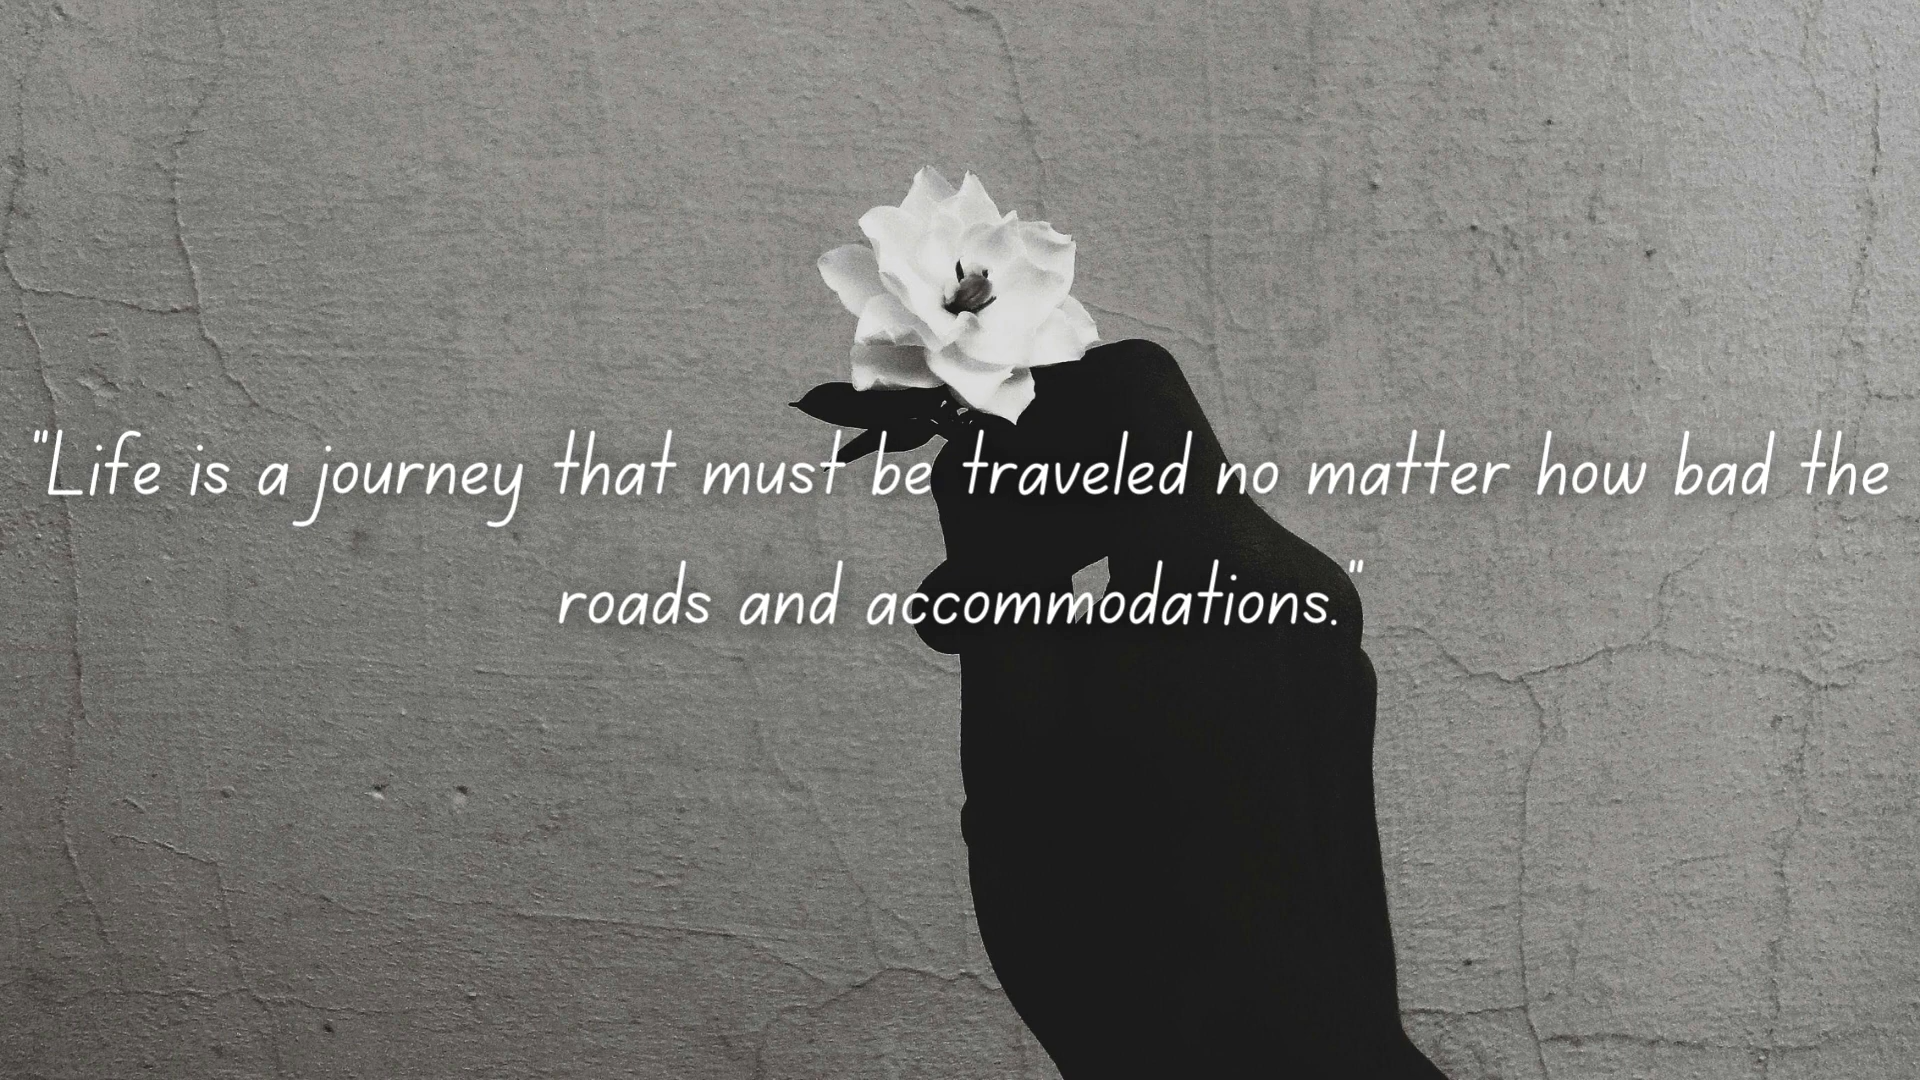 "Life is a journey that must be traveled no matter how bad the
roads and accommodations."